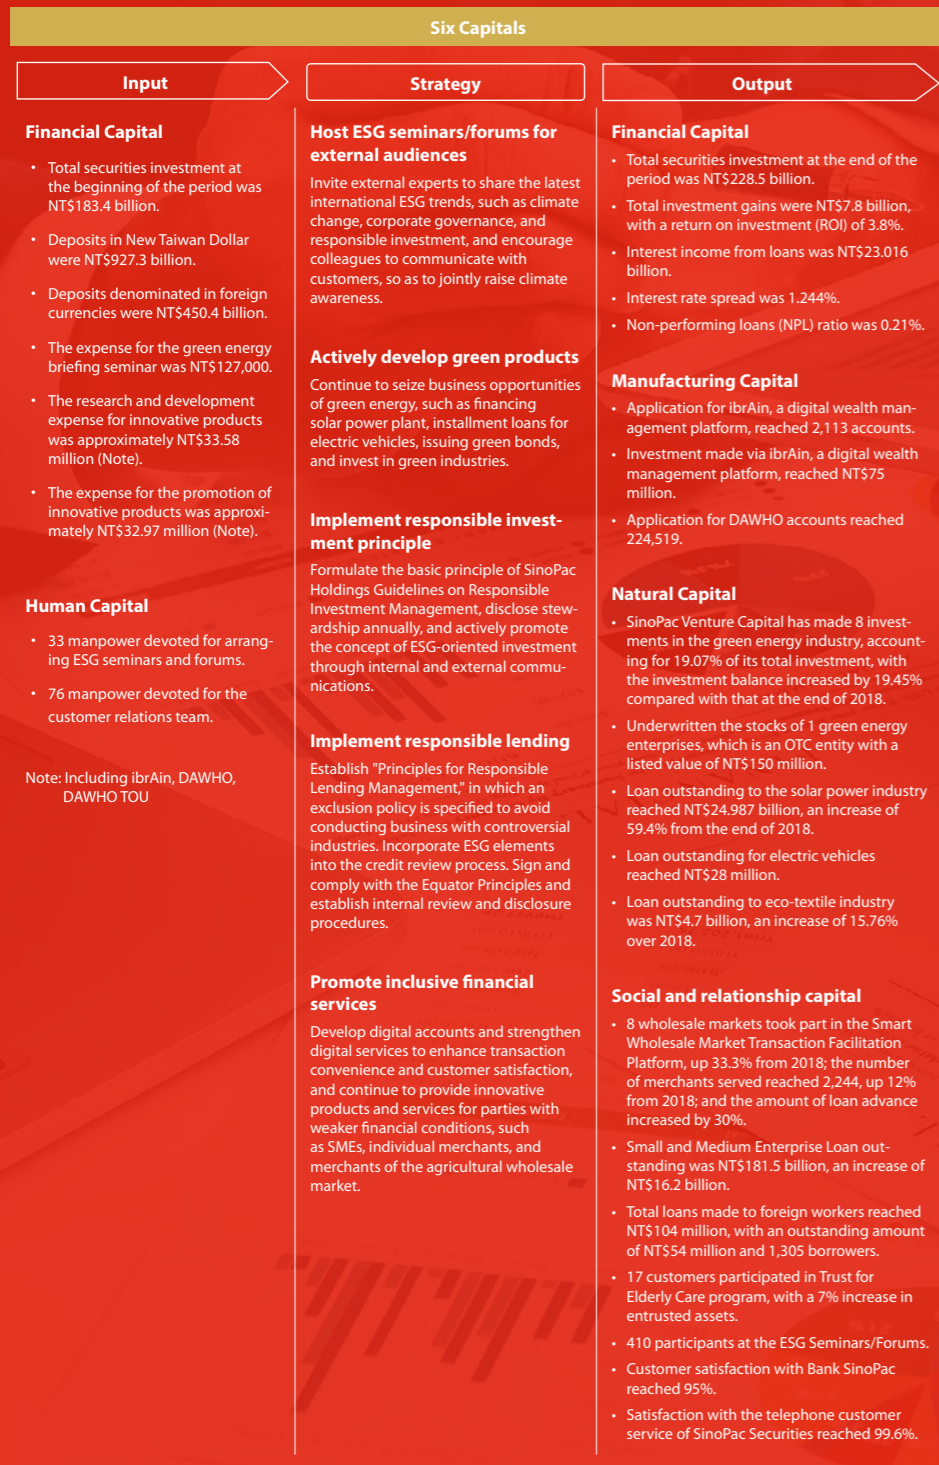 Six Capitals
Input
Financial Capital
• Total securities investment at
the beginning of the period was
NT$183.4 billion.
• Deposits in New Taiwan Dollar
were NT$927.3 billion.
• Deposits denominated in foreign
currencies were NT$450.4 billion.
• The expense for the green energy
briefing seminar was NT$127,000.
• The research and development
expense for innovative products
was approximately NT$33.58
million (Note).
• The expense for the promotion of
innovative products was approxi-
mately NT$32.97 million (Note).
Human Capital
• 33 manpower devoted for arrang-
ing ESG seminars and forums.
• 76 manpower devoted for the
customer relations team.
Note: Including ibrAin, DAWHO,
DAWHO TOU
Strategy
Host ESG seminars/forums for
external audiences
Invite external experts to share the latest
international ESG trends, such as climate
change, corporate governance, and
responsible investment, and encourage
colleagues to communicate with
customers, so as to jointly raise climate
awareness.
Actively develop green products
Continue to seize business opportunities
of green energy, such as financing
solar power plant, installment loans for
electric vehicles, issuing green bonds,
and invest in green industries.
Implement responsible invest-
ment principle
Formulate the basic principle of SinoPac
Holdings Guidelines on Responsible
Investment Management, disclose stew-
ardship annually, and actively promote
the concept of ESG-oriented investment
through internal and external commu-
nications.
Implement responsible lending
Establish "Principles for Responsible
Lending Management," in which an
exclusion policy is specified to avoid
conducting business with controversial
industries. Incorporate ESG elements
into the credit review process. Sign and
comply with the Equator Principles and
establish internal review and disclosure
procedures.
Promote inclusive financial
services
Develop digital accounts and strengthen
digital services to enhance transaction
convenience and customer satisfaction,
and continue to provide innovative
products and services for parties with
weaker financial conditions, such
as SMEs, individual merchants, and
merchants of the agricultural wholesale
market.
Output
Financial Capital
• Total securities investment at the end of the
period was NT$228.5 billion.
• Total investment gains were NT$7.8 billion,
with a return on investment (ROI) of 3.8%.
• Interest income from loans was NT$23.016
billion.
• Interest rate spread was 1.244%.
• Non-performing loans (NPL) ratio was 0.21%.
Manufacturing Capital
• Application for ibrAin, a digital wealth man-
agement platform, reached 2,113 accounts.
• Investment made via ibrAin, a digital wealth
management platform, reached NT$75
million.
• Application for DAWHO accounts reached
224,519.
Natural Capital
• SinoPac Venture Capital has made 8 invest-
ments in the green energy industry, account-
ing for 19.07% of its total investment, with
the investment balance increased by 19.45%
compared with that at the end of 2018.
• Underwritten the stocks of 1 green energy
enterprises, which is an OTC entity with a
listed value of NT$150 million.
• Loan outstanding to the solar power industry
reached NT$24.987 billion, an increase of
59.4% from the end of 2018.
• Loan outstanding for electric vehicles
reached NT$28 million.
• Loan outstanding to eco-textile industry
was NT$4.7 billion, an increase of 15.76%
over 2018.
Social and relationship capital
• 8 wholesale markets took part in the Smart
Wholesale Market Transaction Facilitation
Platform, up 33.3% from 2018; the number
of merchants served reached 2,244, up 12%
from 2018; and the amount of loan advance
increased by 30%.
• Small and Medium Enterprise Loan out-
standing was NT$181.5 billion, an increase of
NT$16.2 billion.
• Total loans made to foreign workers reached
NT$104 million, with an outstanding amount
of NT$54 million and 1,305 borrowers.
• 17 customers participated in Trust for
Elderly Care program, with a 7% increase in
entrusted assets.
• 410 participants at the ESG Seminars/Forums.
• Customer satisfaction with Bank SinoPac
reached 95%.
• Satisfaction with the telephone customer
service of SinoPac Securities reached 99.6%.